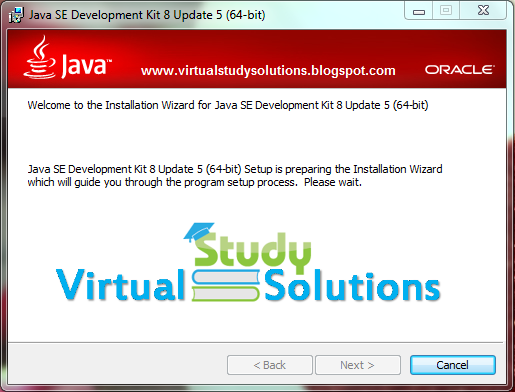 Java SE Development Kit 8 Update 5 (64-bit)
Java™ www.virtualstudysolutions.blogspot.com ORACLE®
Welcome to the Installation Wizard for Java SE Development Kit 8 Update 5 (64-bit)
Java SE Development Kit 8 Update 5 (64-bit) Setup is preparing the Installation Wizard
which will guide you through the program setup process. Please wait.
Study
Virtual Solutions
< Back Next > Cancel